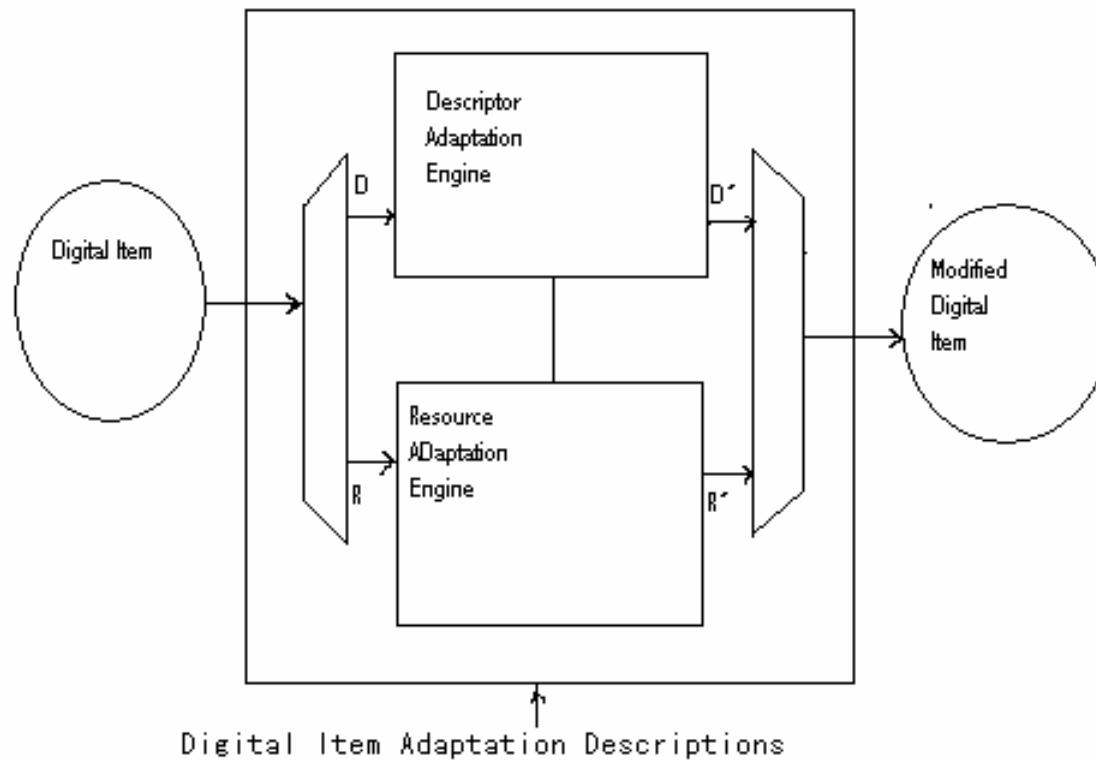 Digital Item
Descriptor
Adaptation
Engine
D
D´
Resource
ADaptation
Engine
R
R´
Modified
Digital
Item
Digital Item Adaptation Descriptions